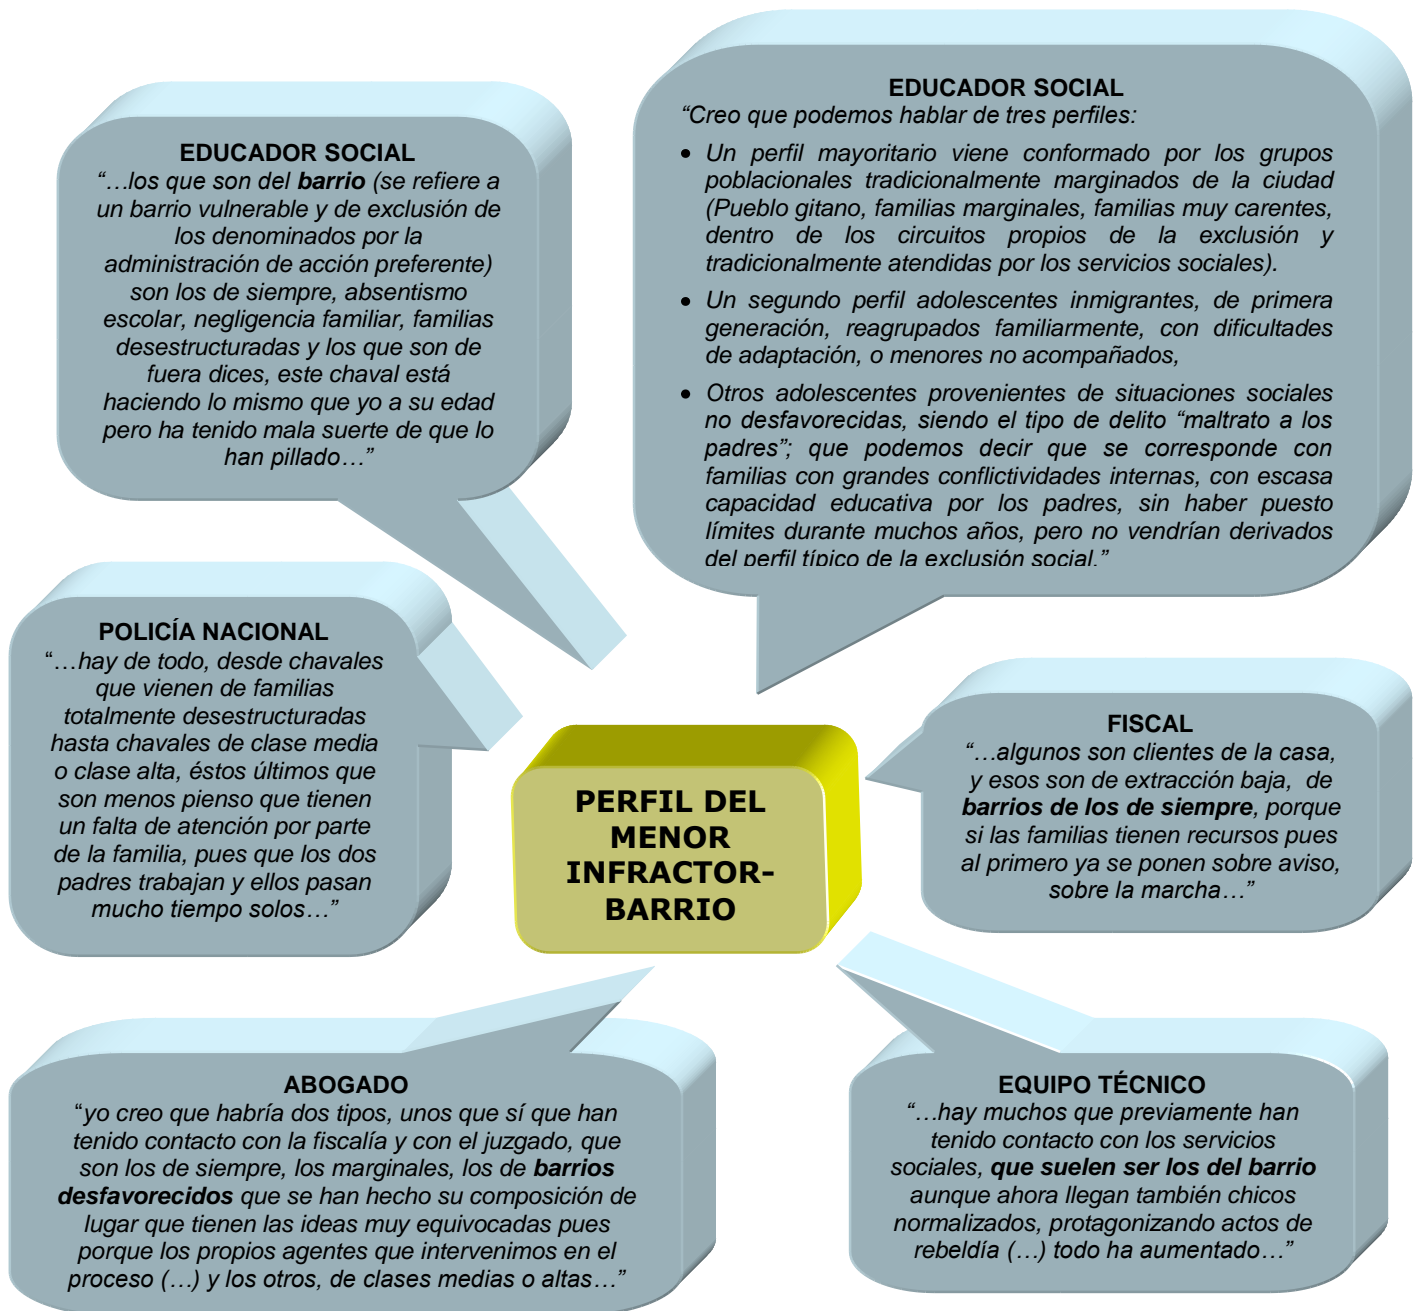 EDUCADOR SOCIAL
“…los que son del barrio (se refiere a
un barrio vulnerable y de exclusión de
los denominados por la
administración de acción preferente)
son los de siempre, absentismo
escolar, negligencia familiar, familias
desestructuradas y los que son de
fuera dices, este chaval está
haciendo lo mismo que yo a su edad
pero ha tenido mala suerte de que lo
han pillado…”
EDUCADOR SOCIAL
“Creo que podemos hablar de tres perfiles:
• Un perfil mayoritario viene conformado por los grupos
poblacionales tradicionalmente marginados de la ciudad
(Pueblo gitano, familias marginales, familias muy carentes,
dentro de los circuitos propios de la exclusión y
tradicionalmente atendidas por los servicios sociales).
• Un segundo perfil adolescentes inmigrantes, de primera
generación, reagrupados familiarmente, con dificultades
de adaptación, o menores no acompañados,
• Otros adolescentes provenientes de situaciones sociales
no desfavorecidas, siendo el tipo de delito “maltrato a los
padres”; que podemos decir que se corresponde con
familias con grandes conflictividades internas, con escasa
capacidad educativa por los padres, sin haber puesto
límites durante muchos años, pero no vendrían derivados
del perfil típico de la exclusión social.”
POLICÍA NACIONAL
“…hay de todo, desde chavales
que vienen de familias
totalmente desestructuradas
hasta chavales de clase media
o clase alta, éstos últimos que
son menos pienso que tienen
un falta de atención por parte
de la familia, pues que los dos
padres trabajan y ellos pasan
mucho tiempo solos…”
PERFIL DEL
MENOR
INFRACTOR-
BARRIO
FISCAL
“…algunos son clientes de la casa,
y esos son de extracción baja, de
barrios de los de siempre, porque
si las familias tienen recursos pues
al primero ya se ponen sobre aviso,
sobre la marcha…”
ABOGADO
“yo creo que habría dos tipos, unos que sí que han
tenido contacto con la fiscalía y con el juzgado, que
son los de siempre, los marginales, los de barrios
desfavorecidos que se han hecho su composición de
lugar que tienen las ideas muy equivocadas pues
porque los propios agentes que intervenimos en el
proceso (…) y los otros, de clases medias o altas…”
EQUIPO TÉCNICO
“…hay muchos que previamente han
tenido contacto con los servicios
sociales, que suelen ser los del barrio
aunque ahora llegan también chicos
normalizados, protagonizando actos de
rebeldía (…) todo ha aumentado…”